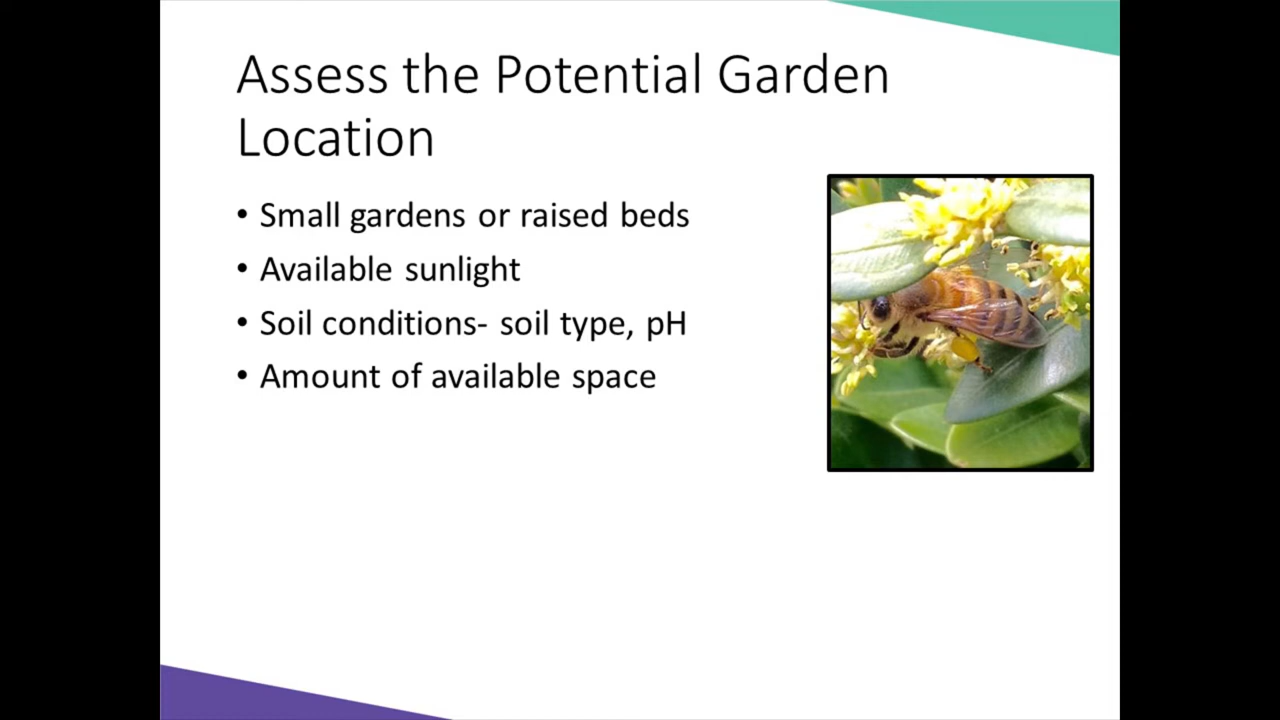 Assess the Potential Garden
Location
• Small gardens or raised beds
• Available sunlight
• Soil conditions- soil type, pH
• Amount of available space